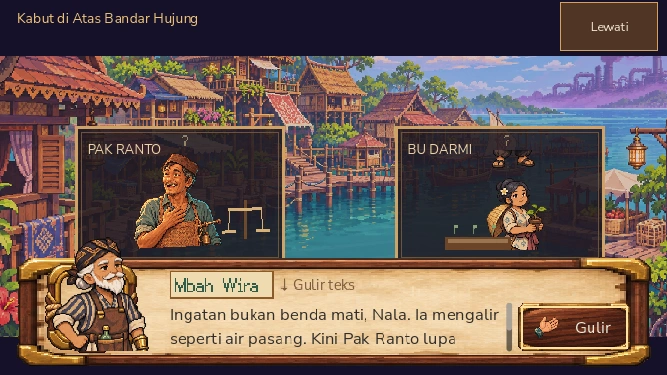 Kabut di Atas Bandar Hujung
Lewati
PAK RANTO
?
BU DARMI
?
Mbah Wira
↓ Gulir teks
Ingatan bukan benda mati, Nala. Ia mengalir
seperti air pasang. Kini Pak Ranto lupa
Gulir